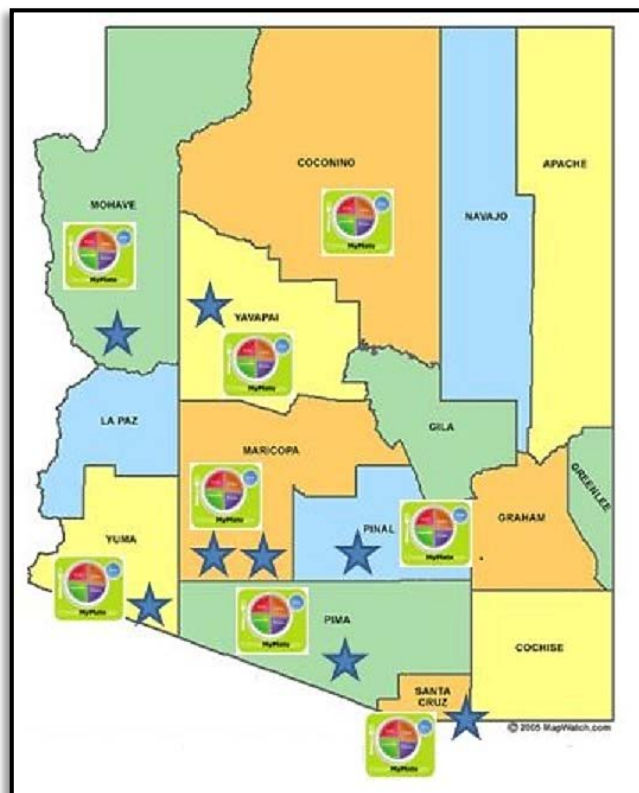 COCONINO
APACHE
NAVAJO
MOHAVE
MyPlate
MyPlate
YAVAPAI
MyPlate
LA PAZ
GILA
MARICOPA
MyPlate
GREENLEE
GRAHAM
PINAL
MyPlate
YUMA
MyPlate
PIMA
MyPlate
COCHISE
SANTA
CRUZ
MyPlate
© 2005 MapWatch.com